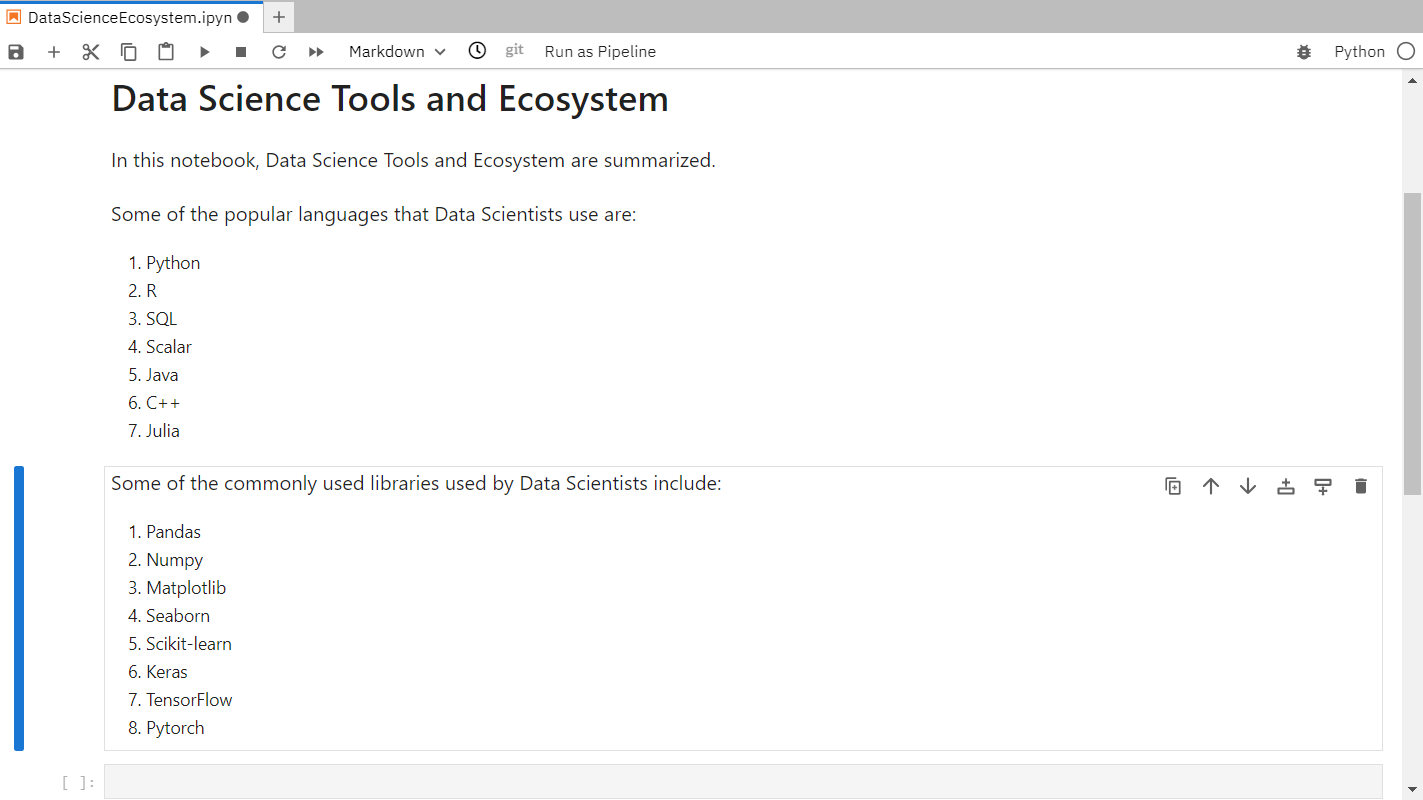 DataScienceEcosystem.ipyn
Markdown git Run as Pipeline Python
Data Science Tools and Ecosystem
In this notebook, Data Science Tools and Ecosystem are summarized.
Some of the popular languages that Data Scientists use are:
1. Python
2. R
3. SQL
4. Scalar
5. Java
6. C++
7. Julia
Some of the commonly used libraries used by Data Scientists include:
1. Pandas
2. Numpy
3. Matplotlib
4. Seaborn
5. Scikit-learn
6. Keras
7. TensorFlow
8. Pytorch
[ ]: